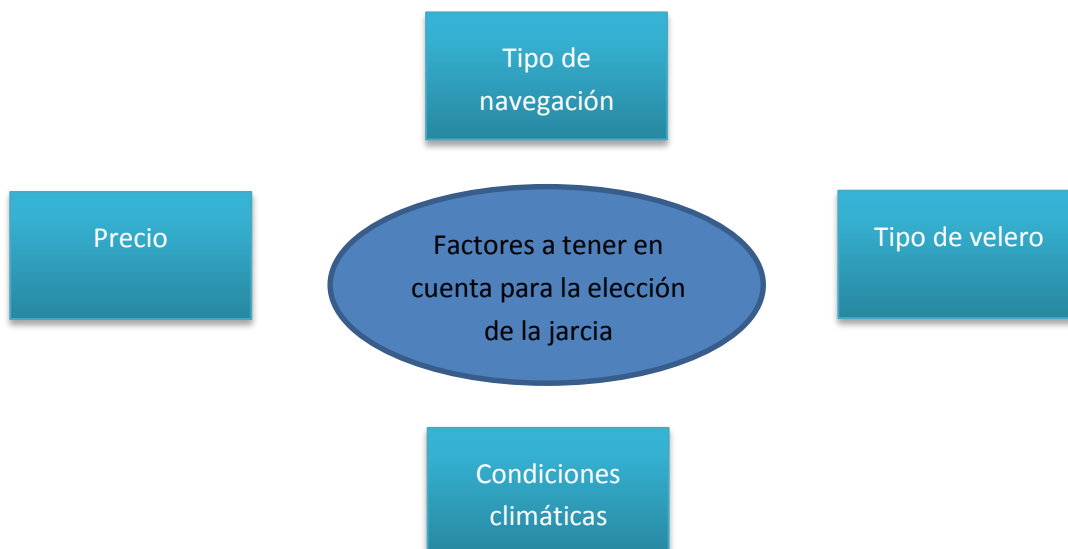 Tipo de
navegación
Precio
Factores a tener en
cuenta para la elección
de la jarcia
Tipo de velero
Condiciones
climáticas